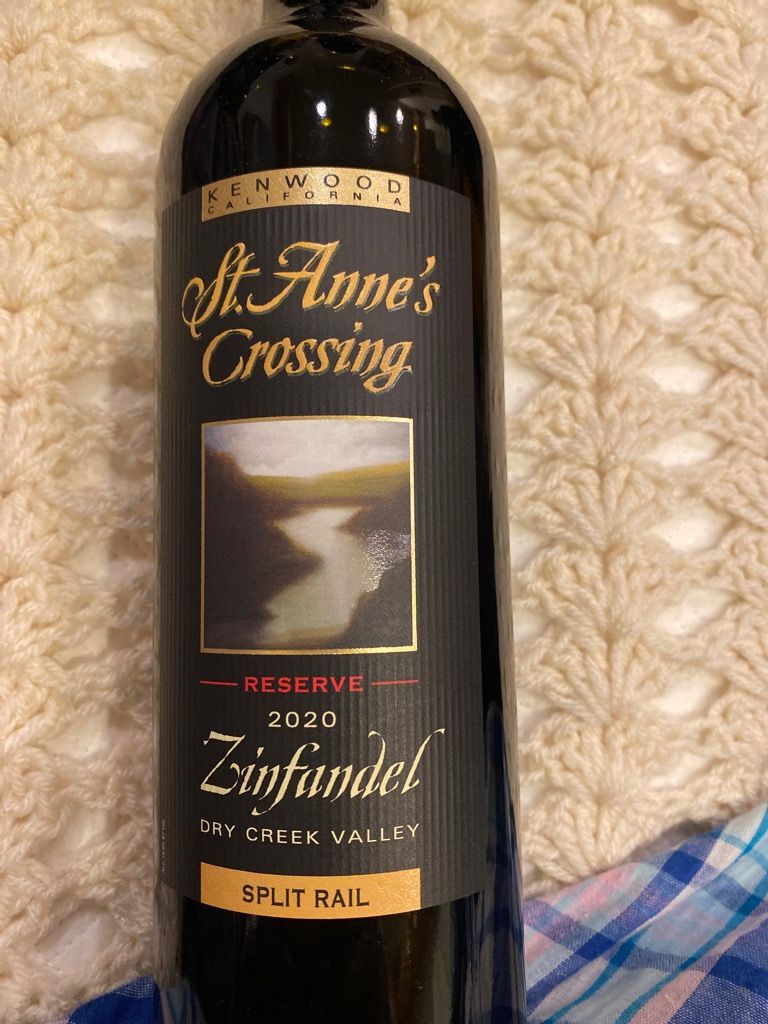 KENWOOD
CALIFORNIA
St. Anne's
Crossing
RESERVE
2020
Zinfandel
DRY CREEK VALLEY
SPLIT RAIL